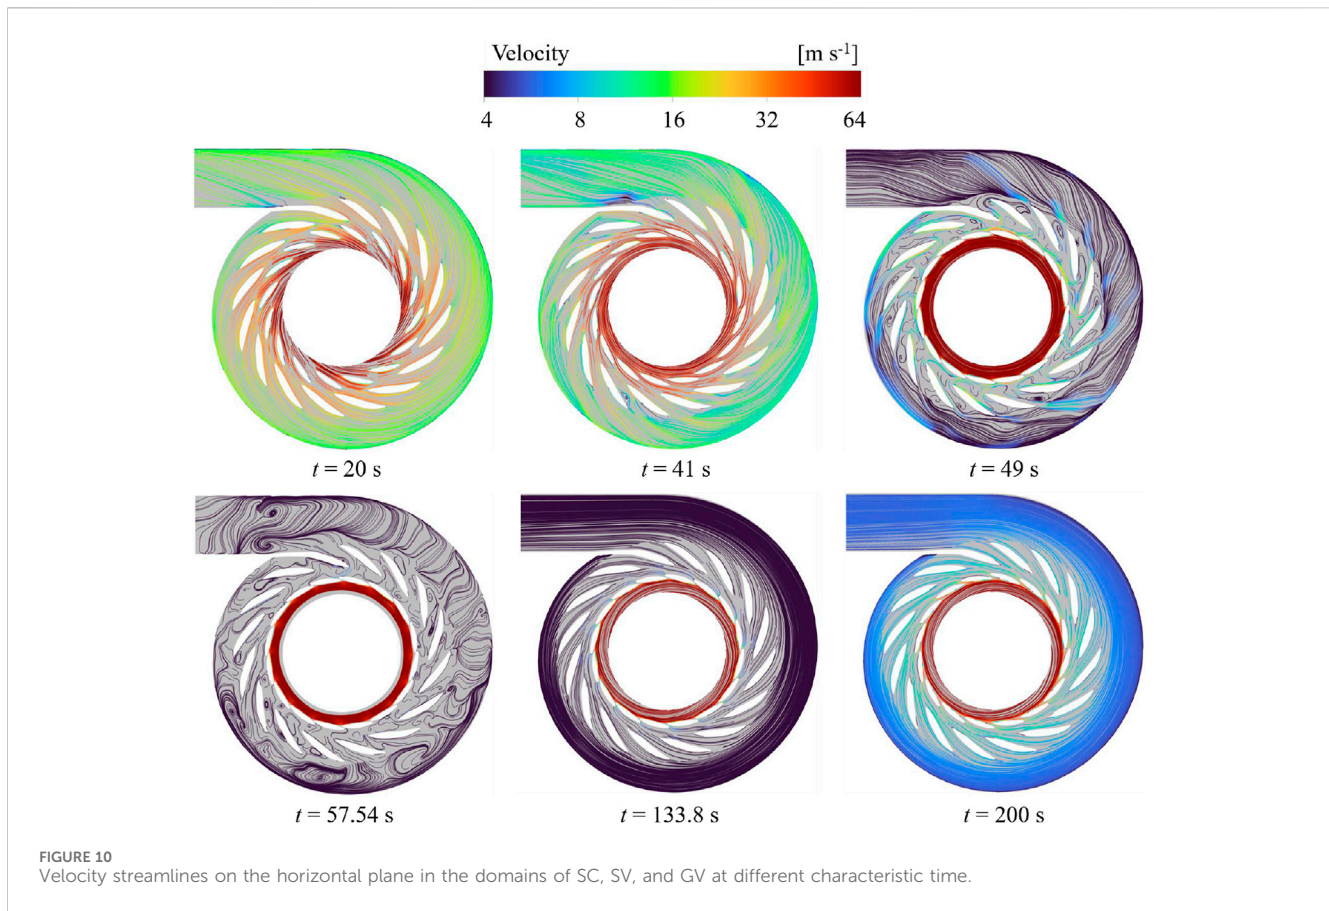 Velocity [m s-1]
4 8 16 32 64
t = 20 s t = 41 s t = 49 s
t = 57.54 s t = 133.8 s t = 200 s
FIGURE 10
Velocity streamlines on the horizontal plane in the domains of SC, SV, and GV at different characteristic time.